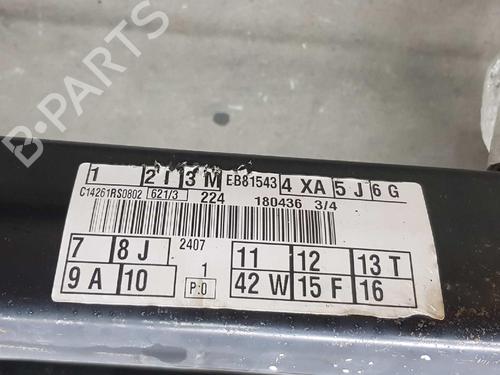 1 2 I 3 M EB81543 4 XA 5 J 6 G
C14261RS0802 621/3 224 180436 3/4
7 8 J 2407 11 12 13 T
9 A 10 1 P:0 42 W 15 F 16
B-PARTS